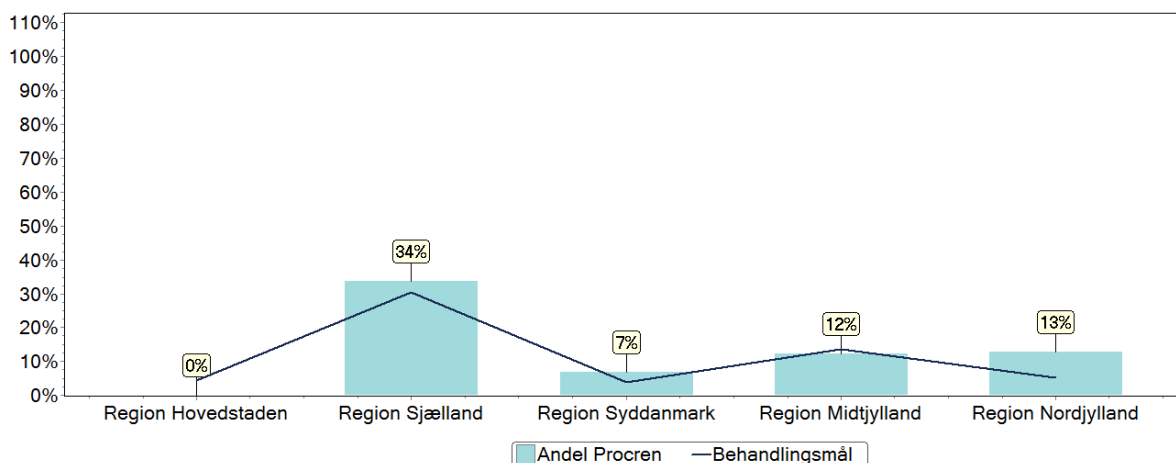 110%
100%
90%
80%
70%
60%
50%
40%
30%
20%
10%
0%
0%
34%
7%
12%
13%
Region Hovedstaden
Region Sjælland
Region Syddanmark
Region Midtjylland
Region Nordjylland
Andel Procren
Behandlingsmål